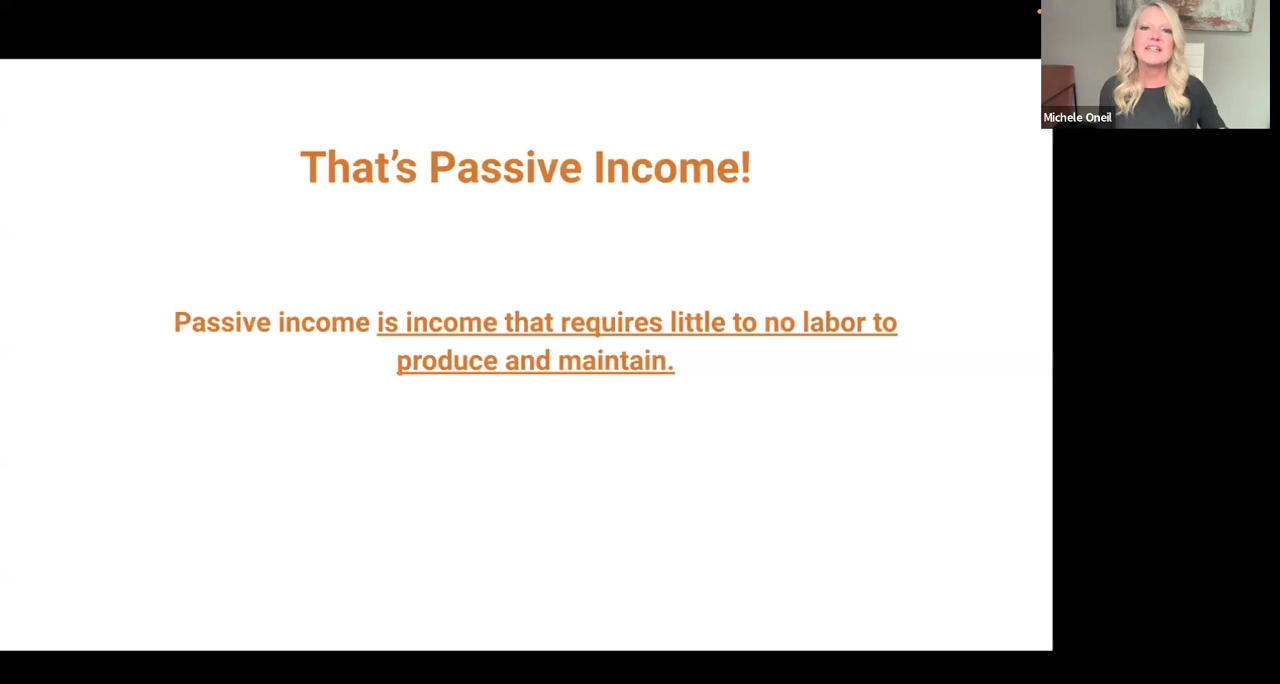 That's Passive Income!
Passive income is income that requires little to no labor to
produce and maintain.
Michele Oneil